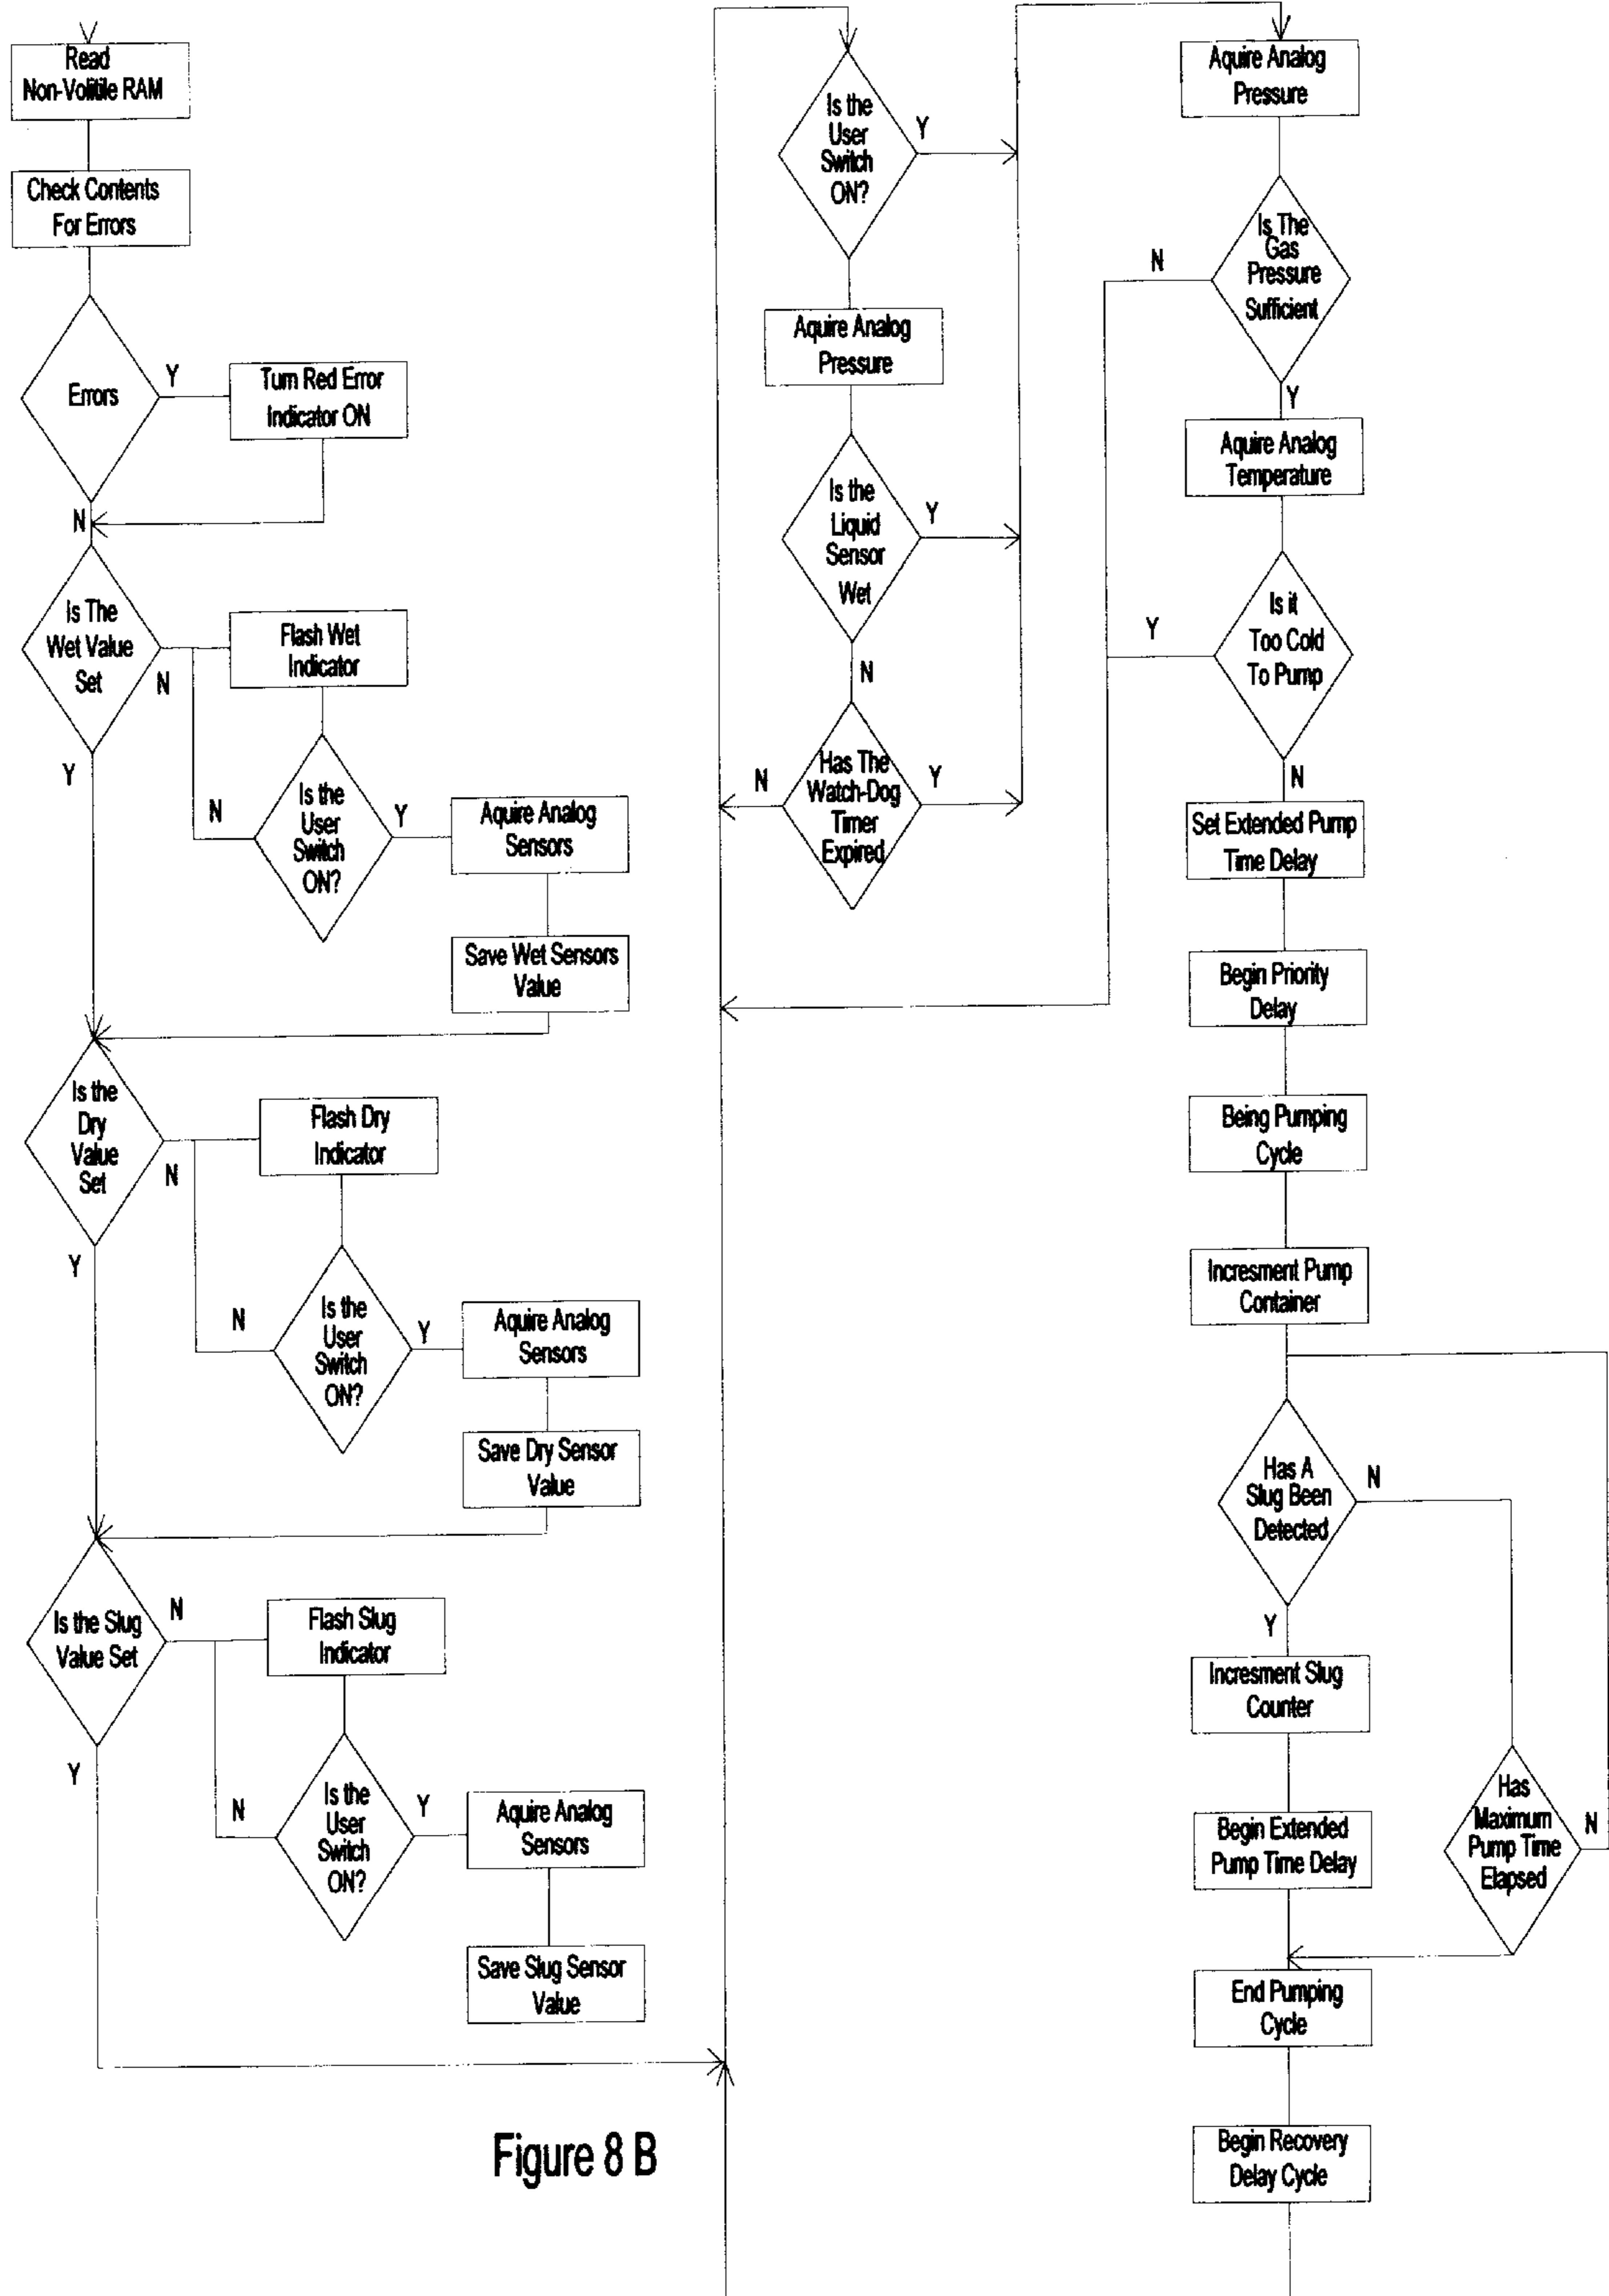 Read
Non-Volitile RAM
Check Contents
For Errors
Errors
Y
Turn Red Error
Indicator ON
N
Is The
Wet Value
Set
N
Flash Wet
Indicator
Y
N
Is the
User
Switch
ON?
Y
Aquire Analog
Sensors
Save Wet Sensors
Value
Is the
Dry
Value
Set
N
Flash Dry
Indicator
Y
N
Is the
User
Switch
ON?
Y
Aquire Analog
Sensors
Save Dry Sensor
Value
Is the Slug
Value Set
N
Flash Slug
Indicator
Y
N
Is the
User
Switch
ON?
Y
Aquire Analog
Sensors
Save Slug Sensor
Value
Is the
User
Switch
ON?
Y
Aquire Analog
Pressure
Is the
Liquid
Sensor
Wet
Y
N
Has The
Watch-Dog
Timer
Expired
N
Y
Aquire Analog
Pressure
Is The
Gas
Pressure
Sufficient
N
Y
Aquire Analog
Temperature
Is it
Too Cold
To Pump
Y
N
Set Extended Pump
Time Delay
Begin Priority
Delay
Being Pumping
Cycle
Incresment Pump
Container
Has A
Slug Been
Detected
N
Y
Incresment Slug
Counter
Begin Extended
Pump Time Delay
Has
Maximum
Pump Time
Elapsed
N
End Pumping
Cycle
Begin Recovery
Delay Cycle
Figure 8 B